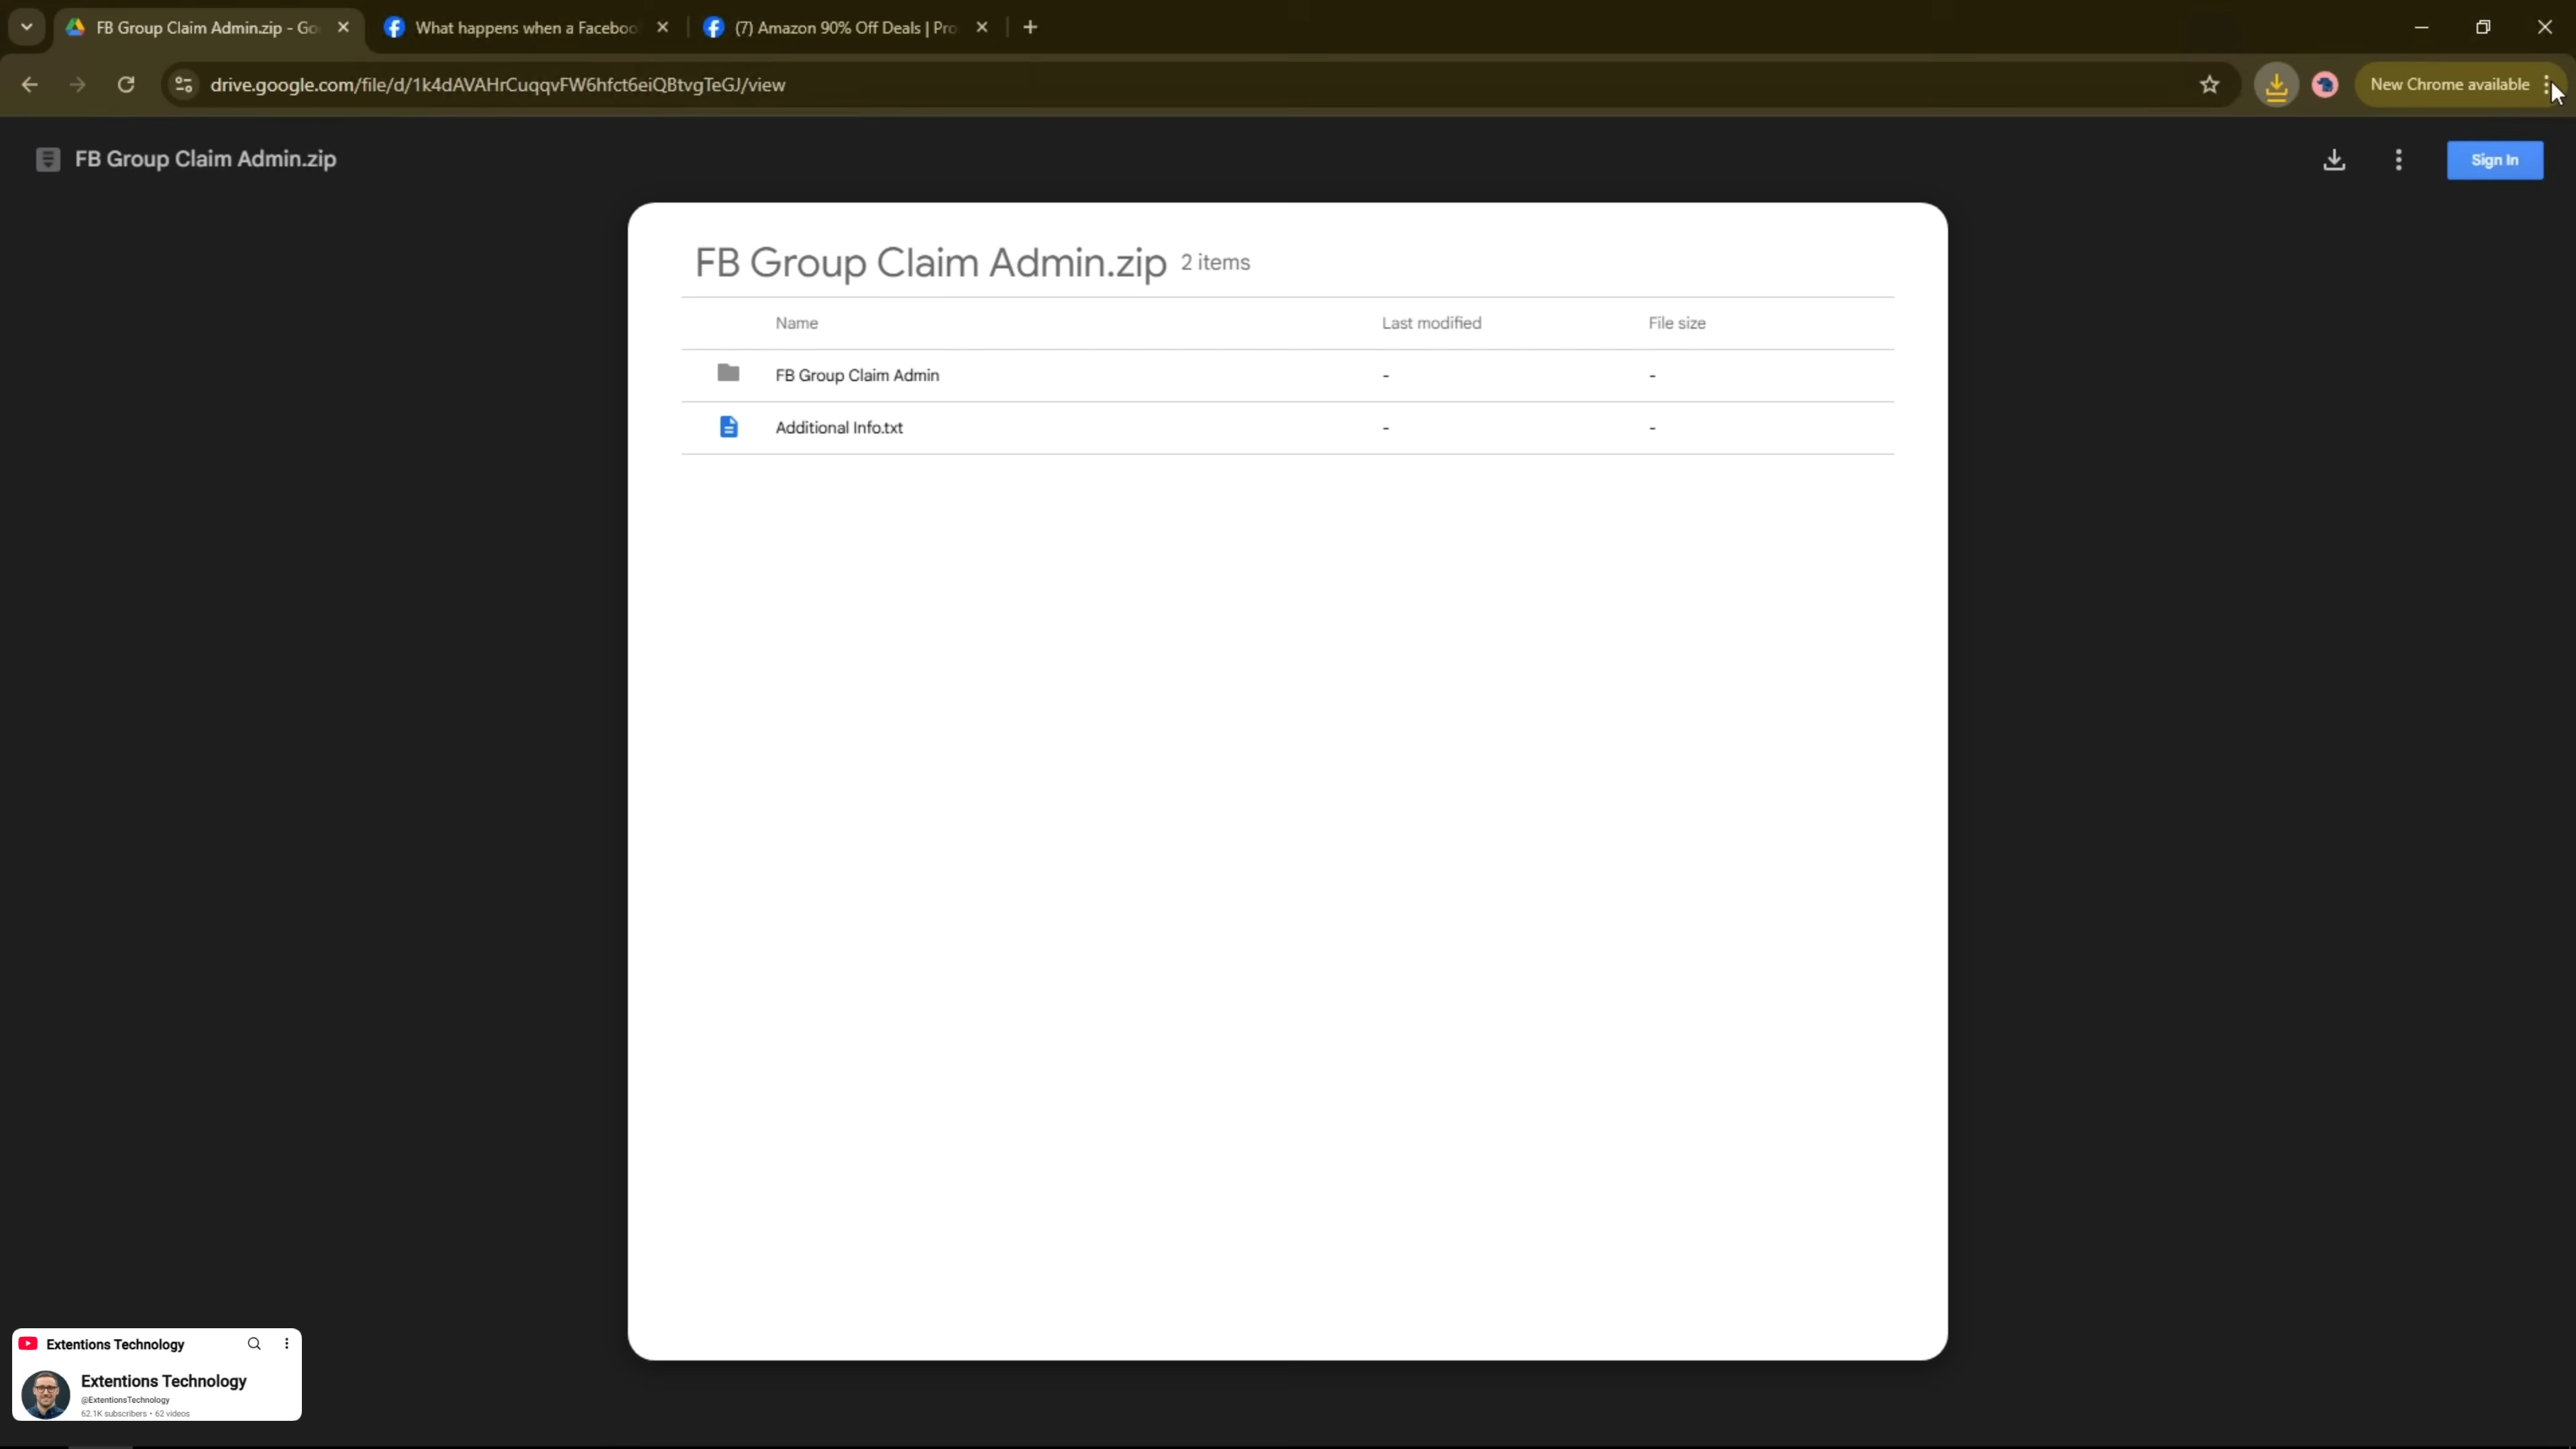 FB Group Claim Admin.zip - Go
What happens when a Faceboo
(7) Amazon 90% Off Deals | Pro
drive.google.com/file/d/1k4dAVAHrCuqqvFW6hfct6eiQBtvgTeGJ/view
New Chrome available
FB Group Claim Admin.zip
Sign In
FB Group Claim Admin.zip 2 items
Name Last modified File size
FB Group Claim Admin - -
Additional Info.txt - -
Extentions Technology
Extentions Technology
@ExtentionsTechnology
62.1K subscribers • 62 videos